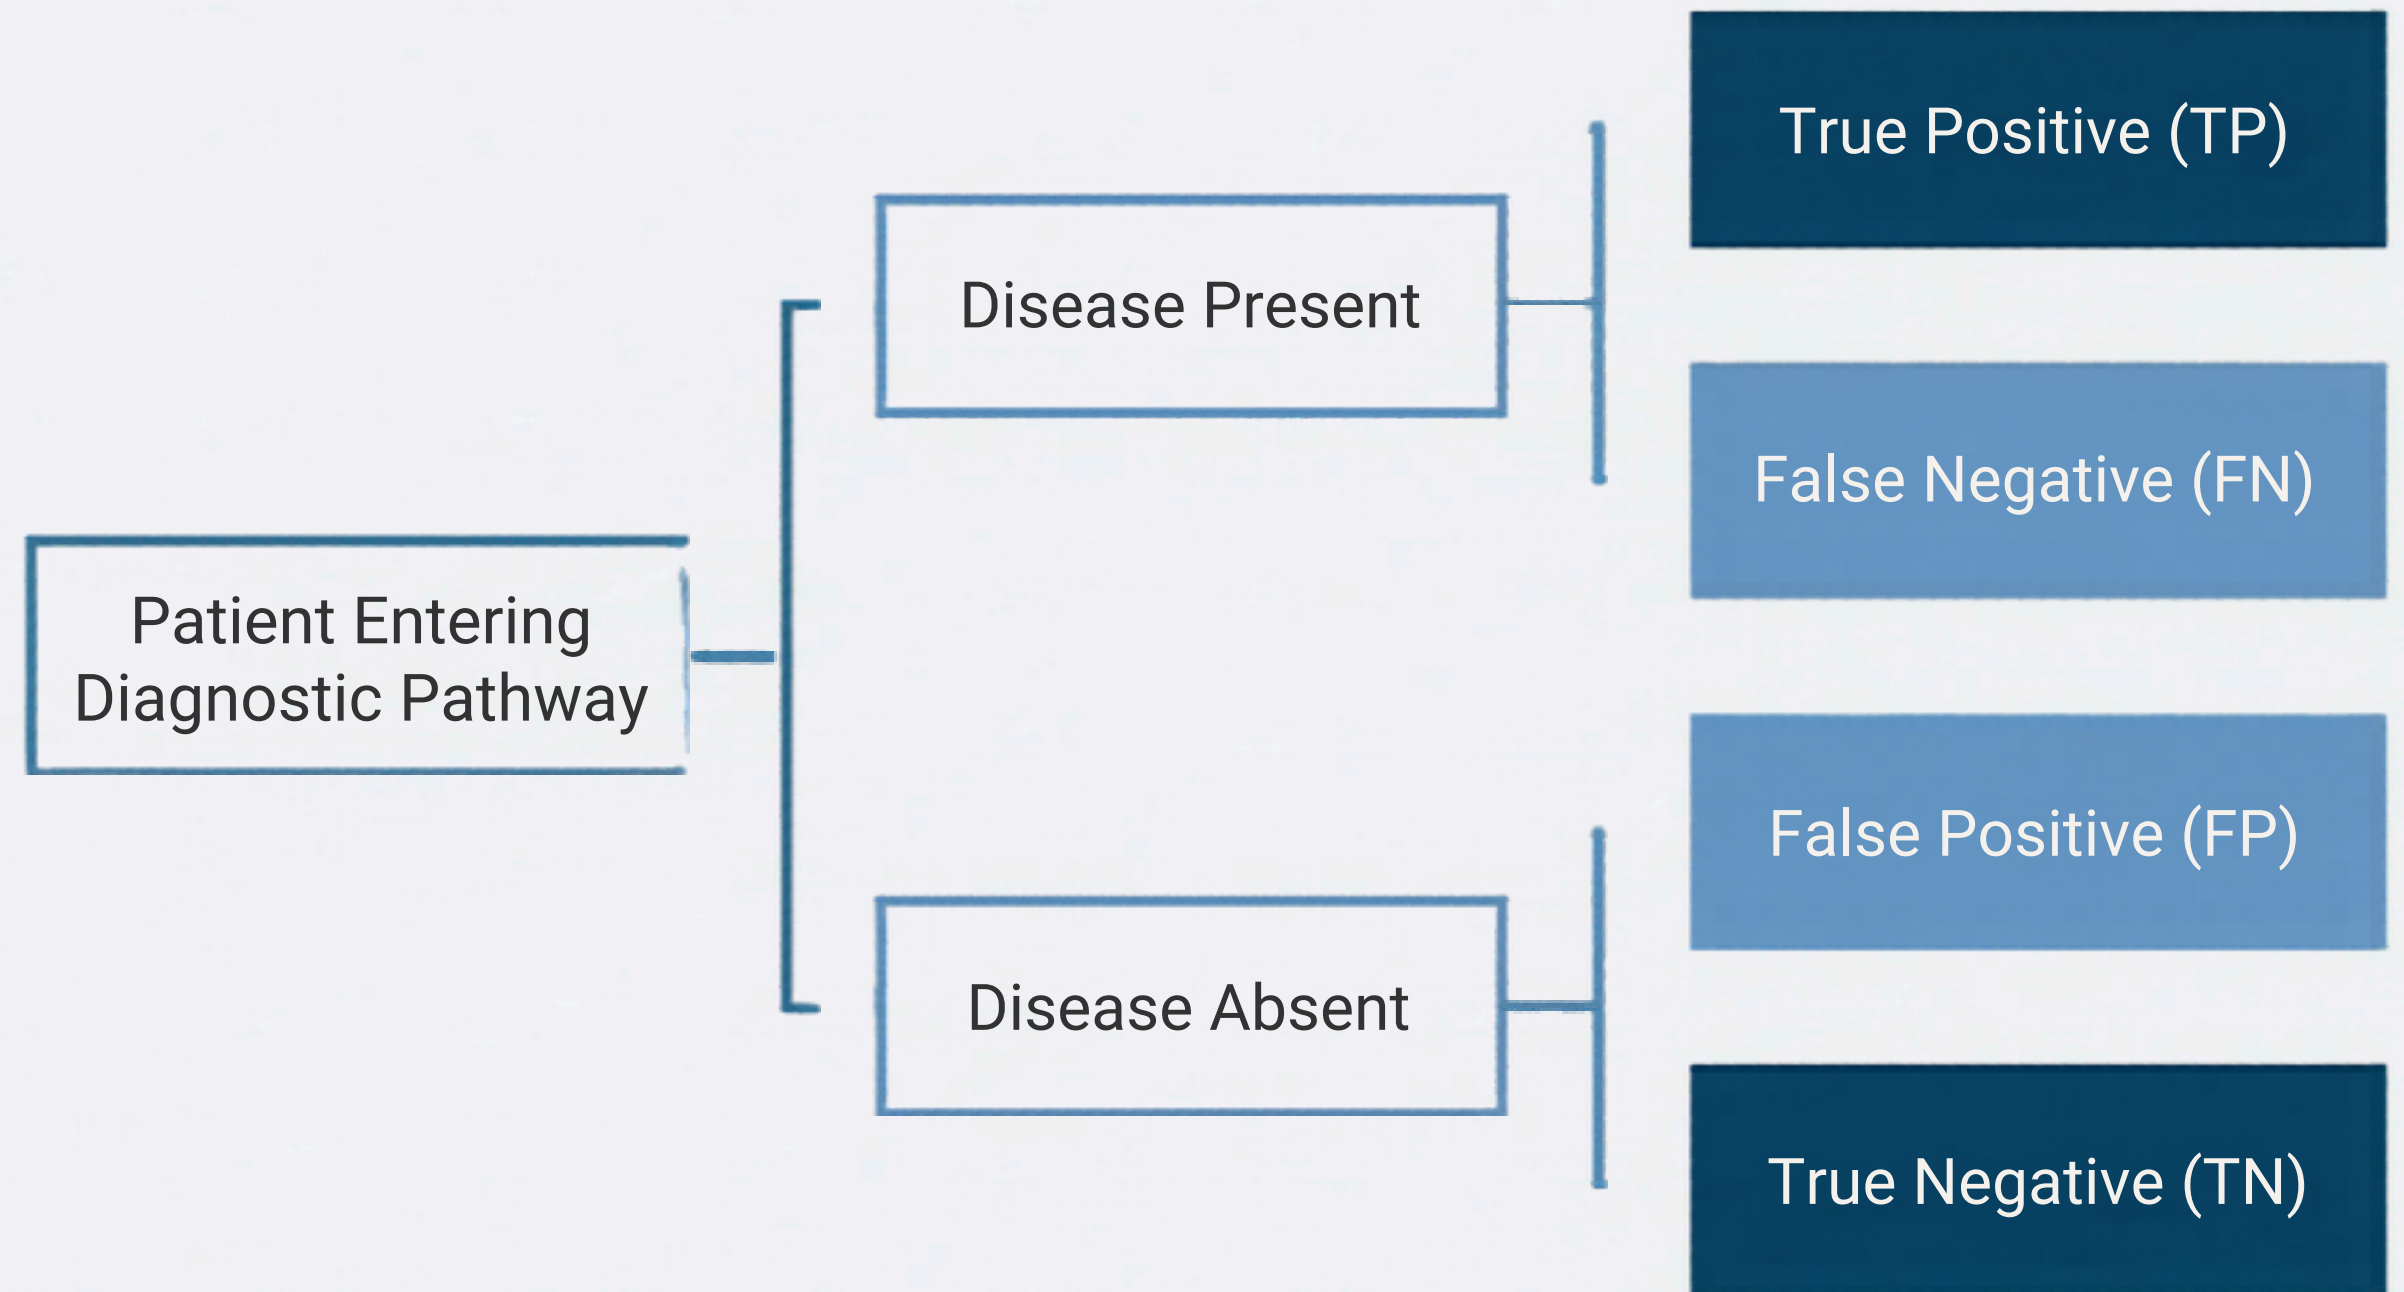 True Positive (TP)
Disease Present
False Negative (FN)
Patient Entering
Diagnostic Pathway
False Positive (FP)
Disease Absent
True Negative (TN)